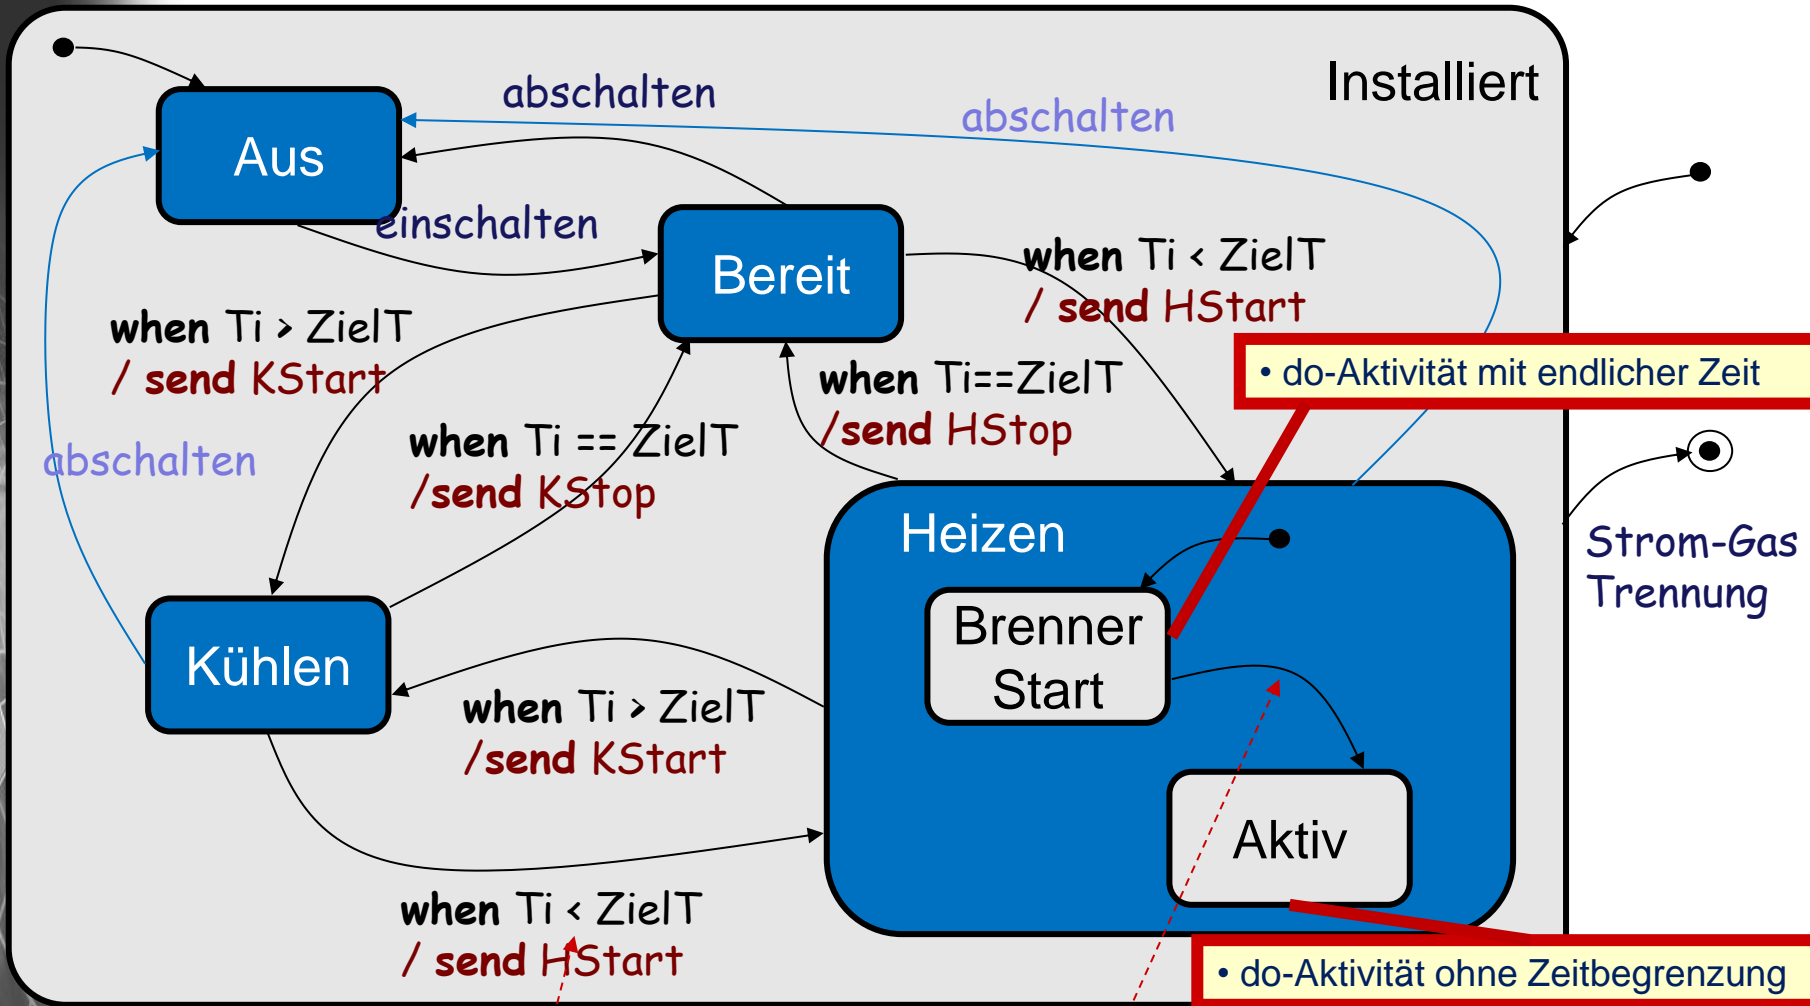 Installiert
abschalten
abschalten
Aus
einschalten
Bereit
when Ti < ZielT
/ send HStart
when Ti > ZielT
/ send KStart
when Ti==ZielT
/send HStop
• do-Aktivität mit endlicher Zeit
abschalten
when Ti == ZielT
/send KStop
Heizen
Strom-Gas
Trennung
Brenner
Start
Kühlen
when Ti > ZielT
/send KStart
Aktiv
when Ti < ZielT
/ send HStart
• do-Aktivität ohne Zeitbegrenzung